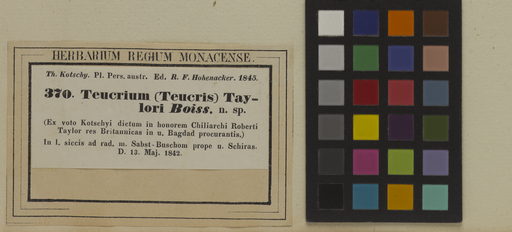 HERBARIUM REGIUM MONACENSE.
Th. Kotschy. Pl. Pers. austr. Ed. R. F. Hohenacker. 1845.
370. Teucrium (Teucris) Tay-
lori Boiss. n. sp.
(Ex voto Kotschyi dictum in honorem Chiliarchi Roberti
Taylor res Britannicas in u. Bagdad procurantis.)
In l. siccis ad rad. m. Sabst-Buschom prope u. Schiras.
D. 13. Maj. 1842.